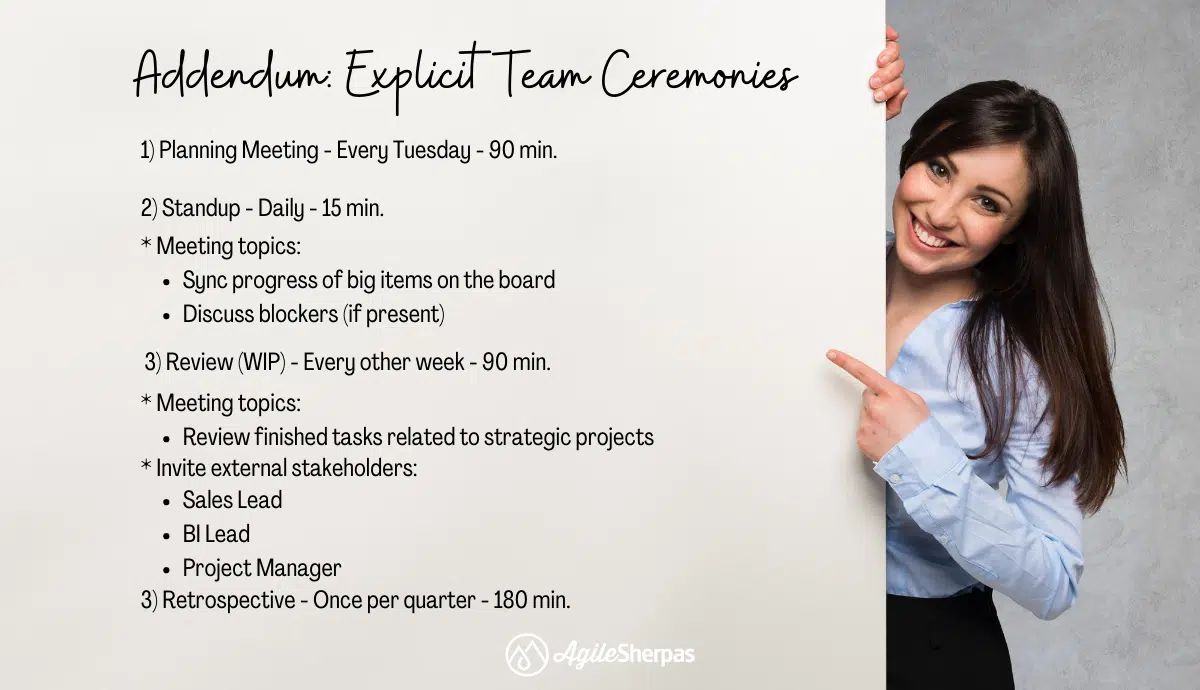 Addendum: Explicit Team Ceremonies
1) Planning Meeting - Every Tuesday - 90 min.
2) Standup - Daily - 15 min.
* Meeting topics:
• Sync progress of big items on the board
• Discuss blockers (if present)
3) Review (WIP) - Every other week - 90 min.
* Meeting topics:
• Review finished tasks related to strategic projects
* Invite external stakeholders:
• Sales Lead
• BI Lead
• Project Manager
3) Retrospective - Once per quarter - 180 min.
AgileSherpas